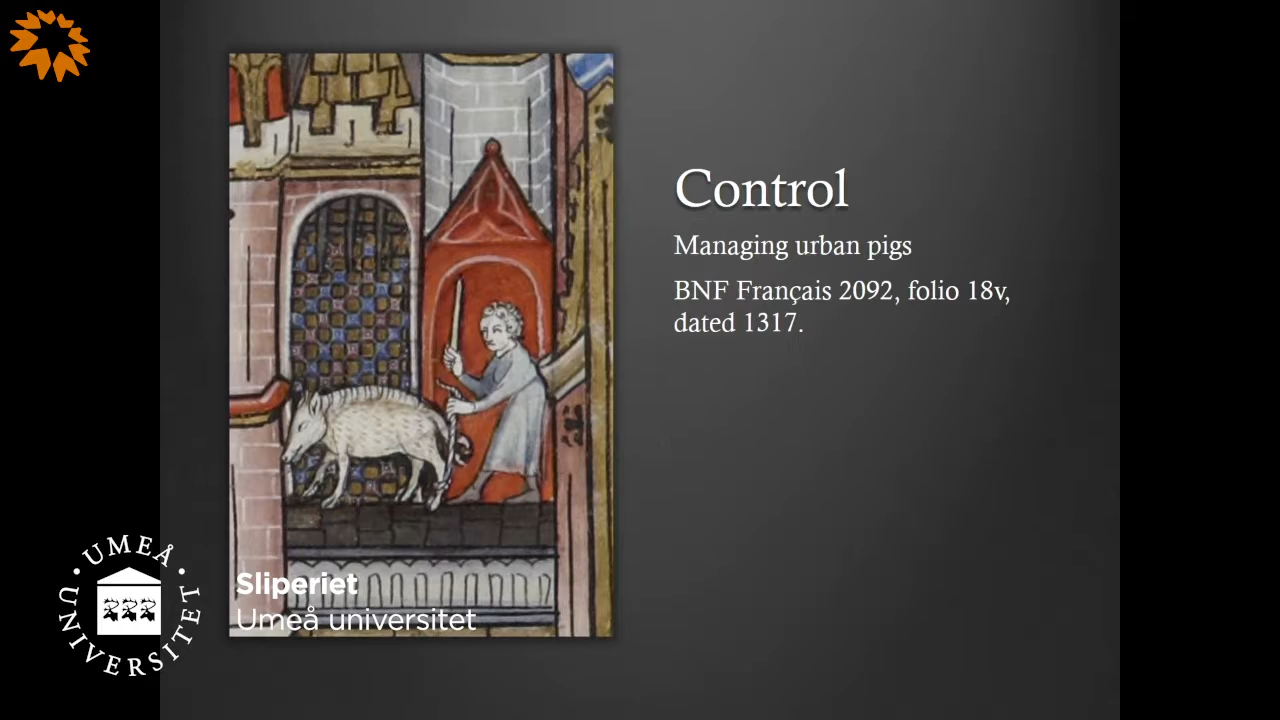 Control
Managing urban pigs
BNF Français 2092, folio 18v,
dated 1317.
Sliperiet
Umeå universitet
UMEÅ
UNIVERSITET